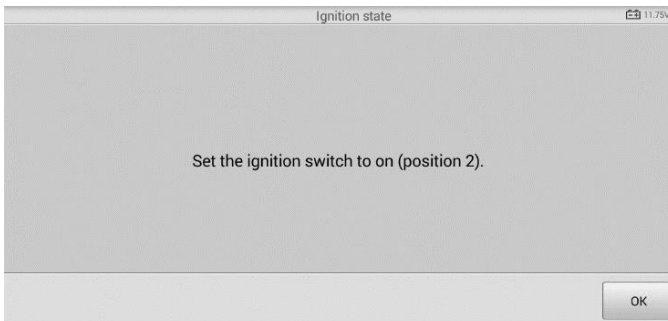 Ignition state
11.75V
Set the ignition switch to on (position 2).
OK